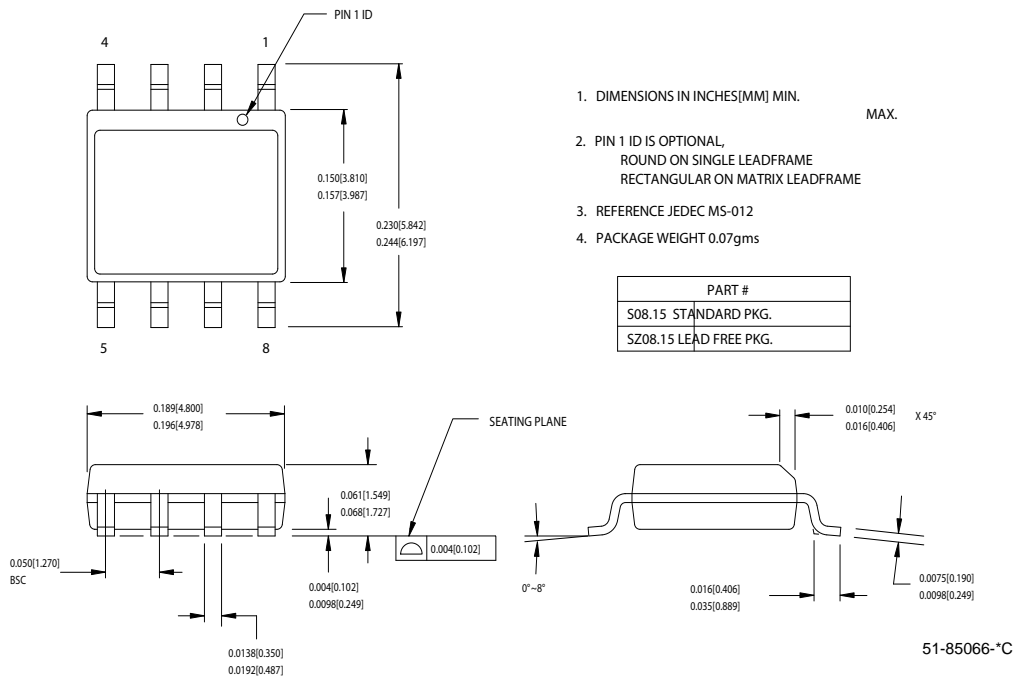 PIN 1 ID
4
1
1. DIMENSIONS IN INCHES[MM] MIN.
MAX.
2. PIN 1 ID IS OPTIONAL,
ROUND ON SINGLE LEADFRAME
RECTANGULAR ON MATRIX LEADFRAME
3. REFERENCE JEDEC MS-012
4. PACKAGE WEIGHT 0.07gms
0.150[3.810]
0.157[3.987]
0.230[5.842]
0.244[6.197]
PART #
S08.15 STANDARD PKG.
SZ08.15 LEAD FREE PKG.
5
8
0.189[4.800]
0.196[4.978]
SEATING PLANE
0.010[0.254]
0.016[0.406]
X 45°
0.061[1.549]
0.068[1.727]
0.004[0.102]
0.050[1.270]
BSC
0.004[0.102]
0.0098[0.249]
0°~8°
0.016[0.406]
0.035[0.889]
0.0075[0.190]
0.0098[0.249]
0.0138[0.350]
0.0192[0.487]
51-85066-*C